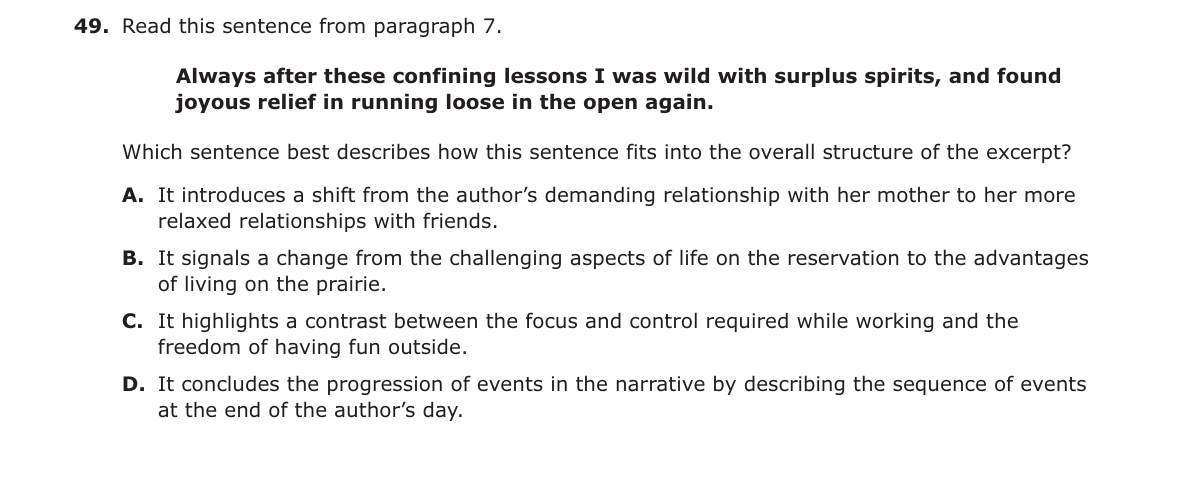 49. Read this sentence from paragraph 7.
Always after these confining lessons I was wild with surplus spirits, and found
joyous relief in running loose in the open again.
Which sentence best describes how this sentence fits into the overall structure of the excerpt?
A. It introduces a shift from the author’s demanding relationship with her mother to her more
relaxed relationships with friends.
B. It signals a change from the challenging aspects of life on the reservation to the advantages
of living on the prairie.
C. It highlights a contrast between the focus and control required while working and the
freedom of having fun outside.
D. It concludes the progression of events in the narrative by describing the sequence of events
at the end of the author’s day.